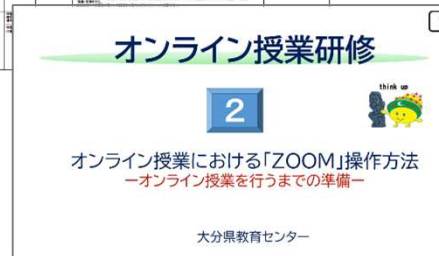 オンライン授業研修
2
think up
オンライン授業における「ZOOM」操作方法
ーオンライン授業を行うまでの準備ー
大分県教育センター